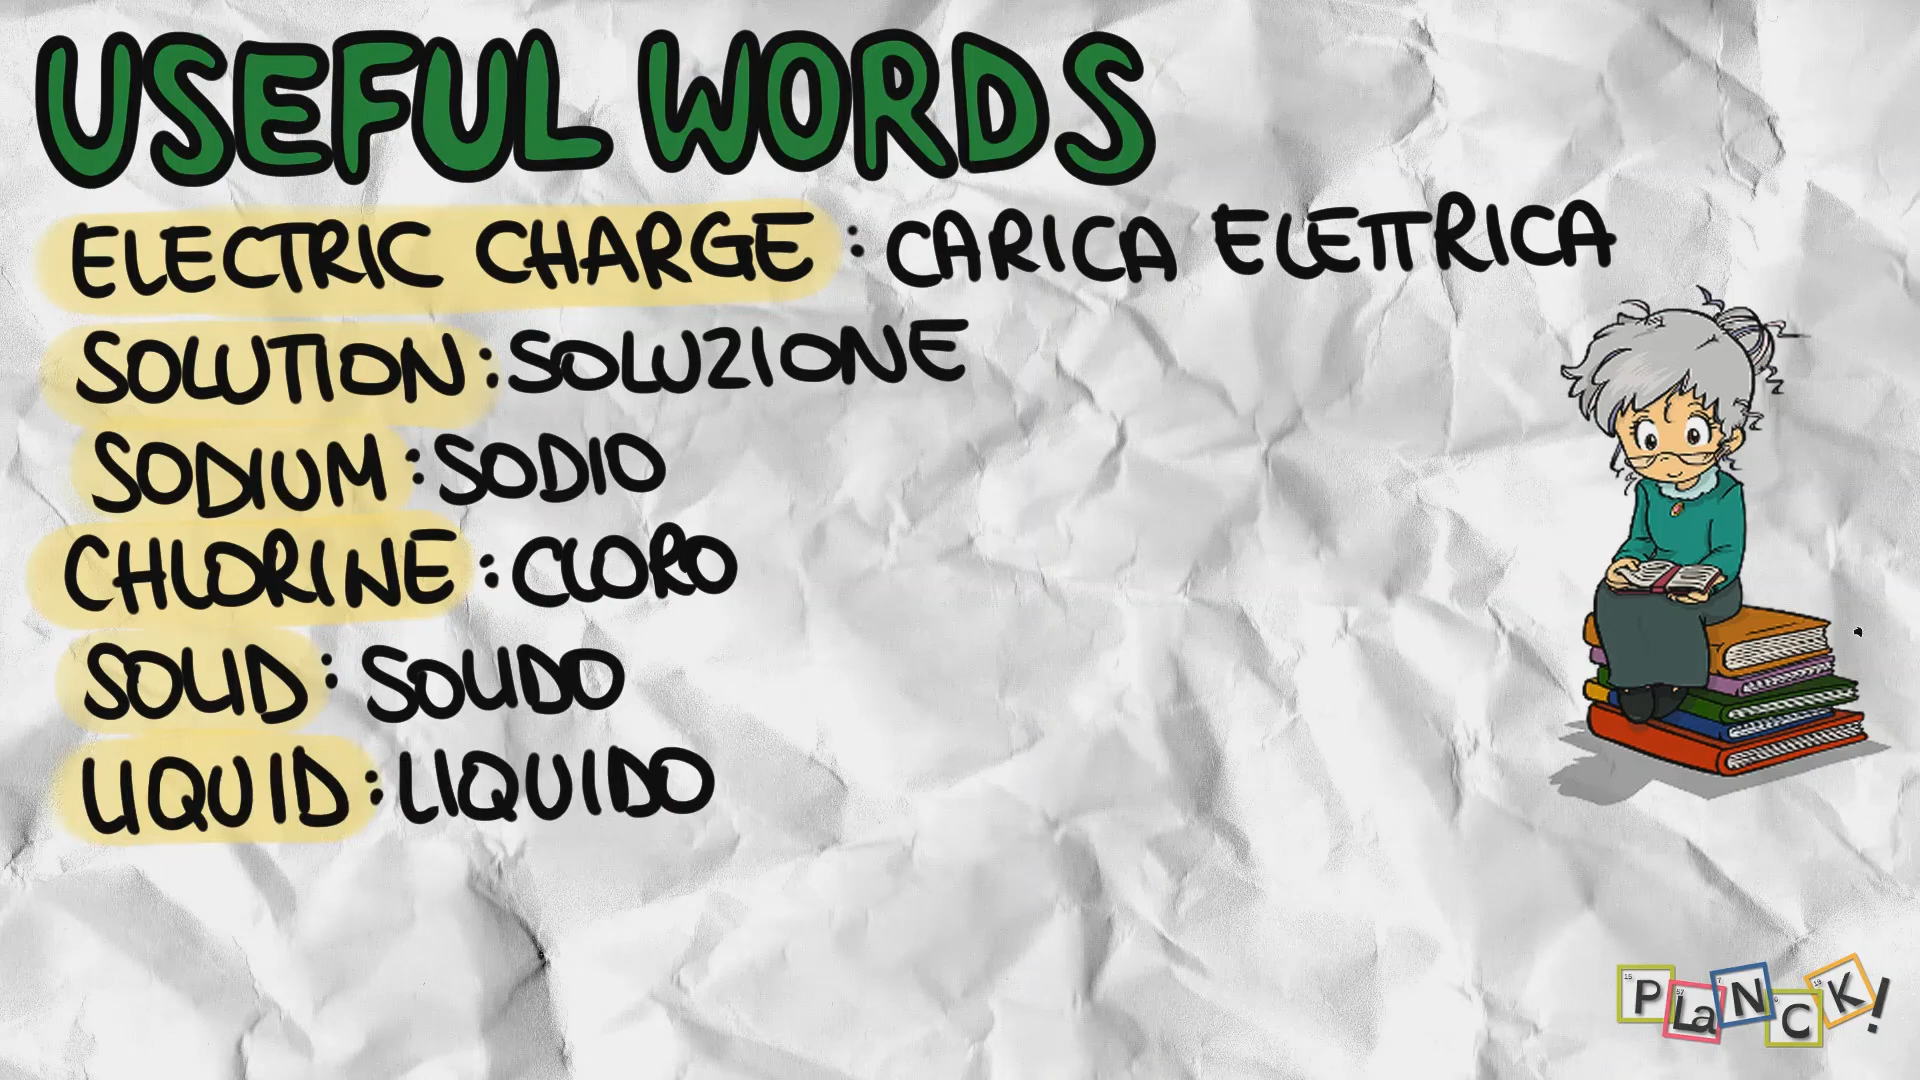 USEFUL WORDS
ELECTRIC CHARGE: CARICA ELETTRICA
SOLUTION: SOLUZIONE
SODIUM: SODIO
CHLORINE: CLORO
SOLID: SOLIDO
LIQUID: LIQUIDO
PLaNCK!